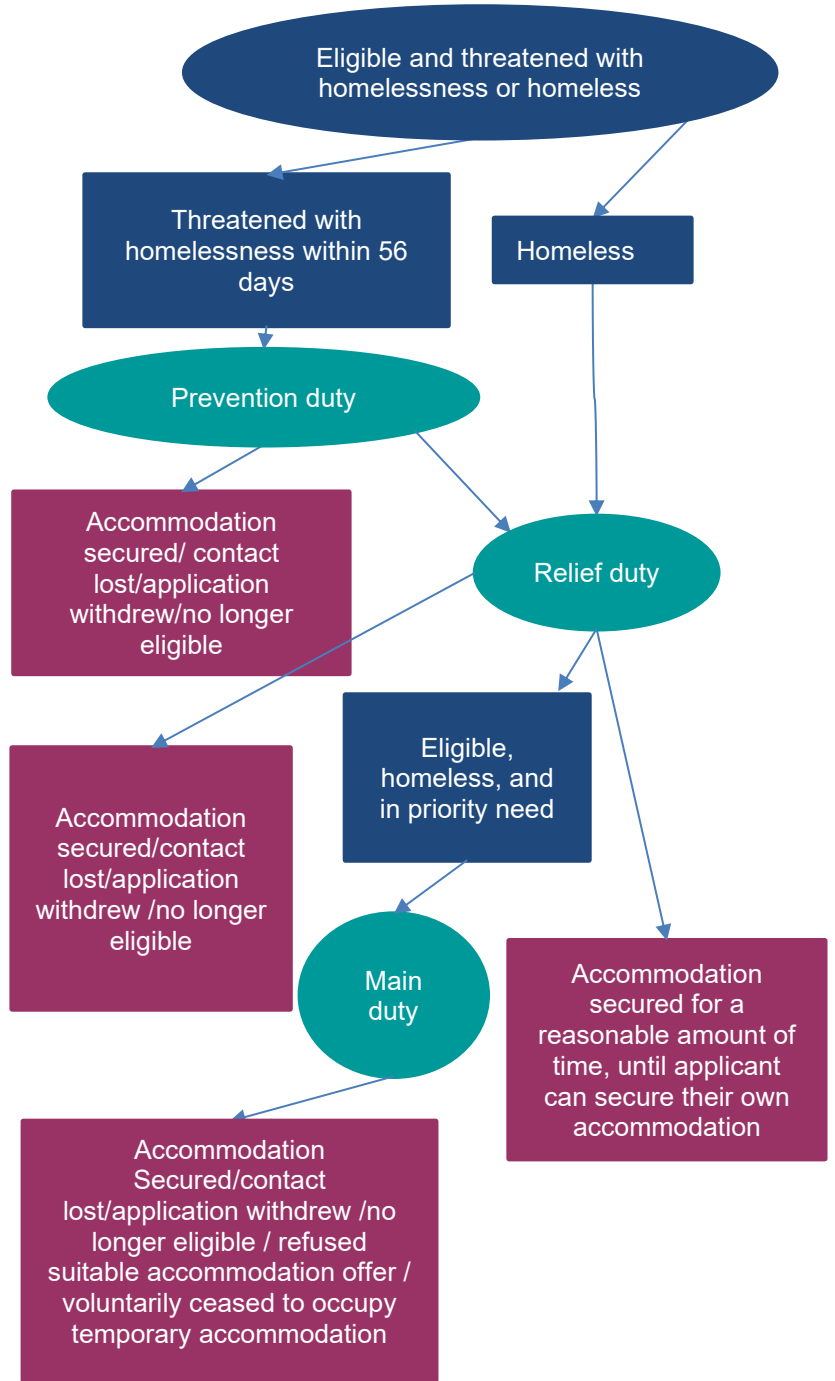 Eligible and threatened with
homelessness or homeless
Threatened with
homelessness within 56
days
Homeless
Prevention duty
Accommodation
secured/ contact
lost/application
withdrew/no longer
eligible
Relief duty
Eligible,
homeless, and
in priority need
Accommodation
secured/contact
lost/application
withdrew /no longer
eligible
Main
duty
Accommodation
secured for a
reasonable amount of
time, until applicant
can secure their own
accommodation
Accommodation
Secured/contact
lost/application withdrew /no
longer eligible / refused
suitable accommodation offer /
voluntarily ceased to occupy
temporary accommodation